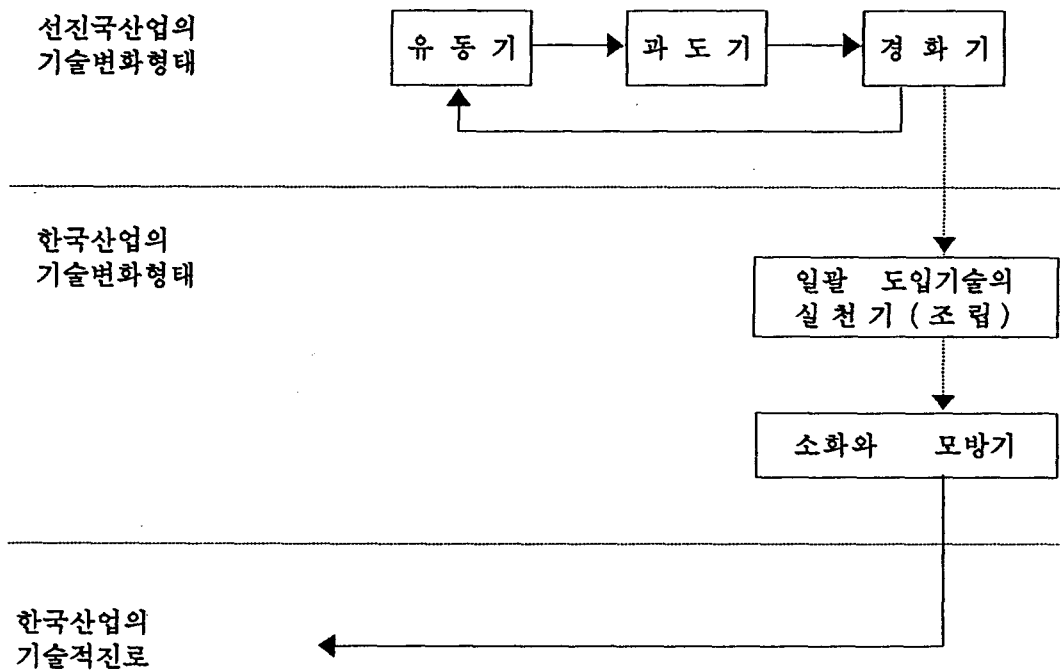 선진국산업의
기술변화형태
유 동 기
과 도 기
경 화 기
한국산업의
기술변화형태
일괄 도입기술의
실 천 기 ( 조 립 )
소화와 모방기
한국산업의
기술적진로